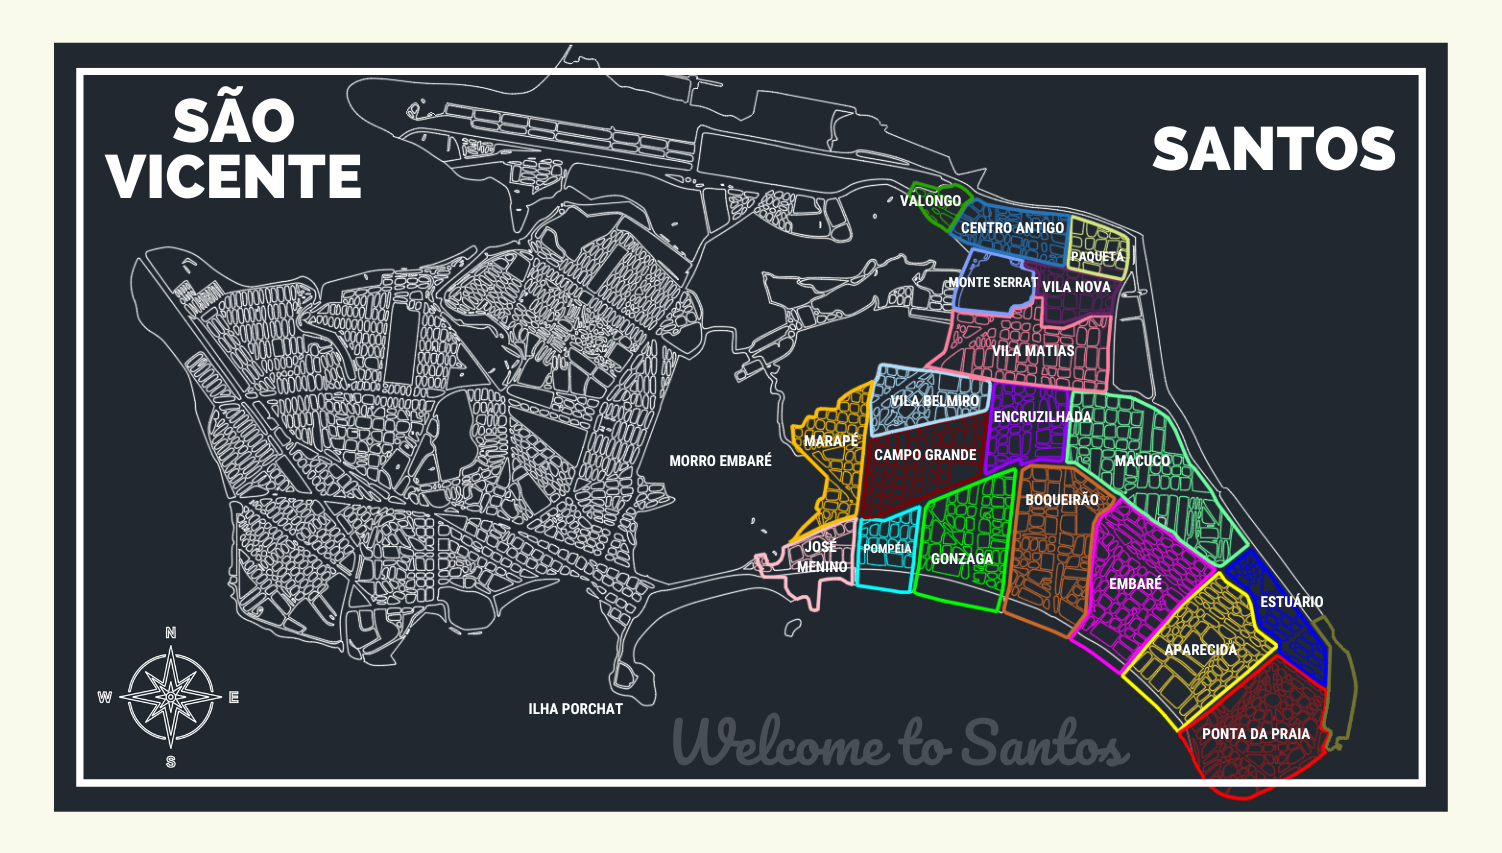 SÃO
VICENTE
SANTOS
VALONGO
CENTRO ANTIGO
PAQUETÁ
MONTE SERRAT
VILA NOVA
VILA MATIAS
VILA BELMIRO
ENCRUZILHADA
MARAPÉ
CAMPO GRANDE
MORRO EMBARÉ
MACUCO
BOQUEIRÃO
JOSÉ
MENINO
POMPÉIA
GONZAGA
EMBARÉ
ESTUÁRIO
APARECIDA
N
W
E
S
ILHA PORCHAT
PONTA DA PRAIA
Welcome to Santos